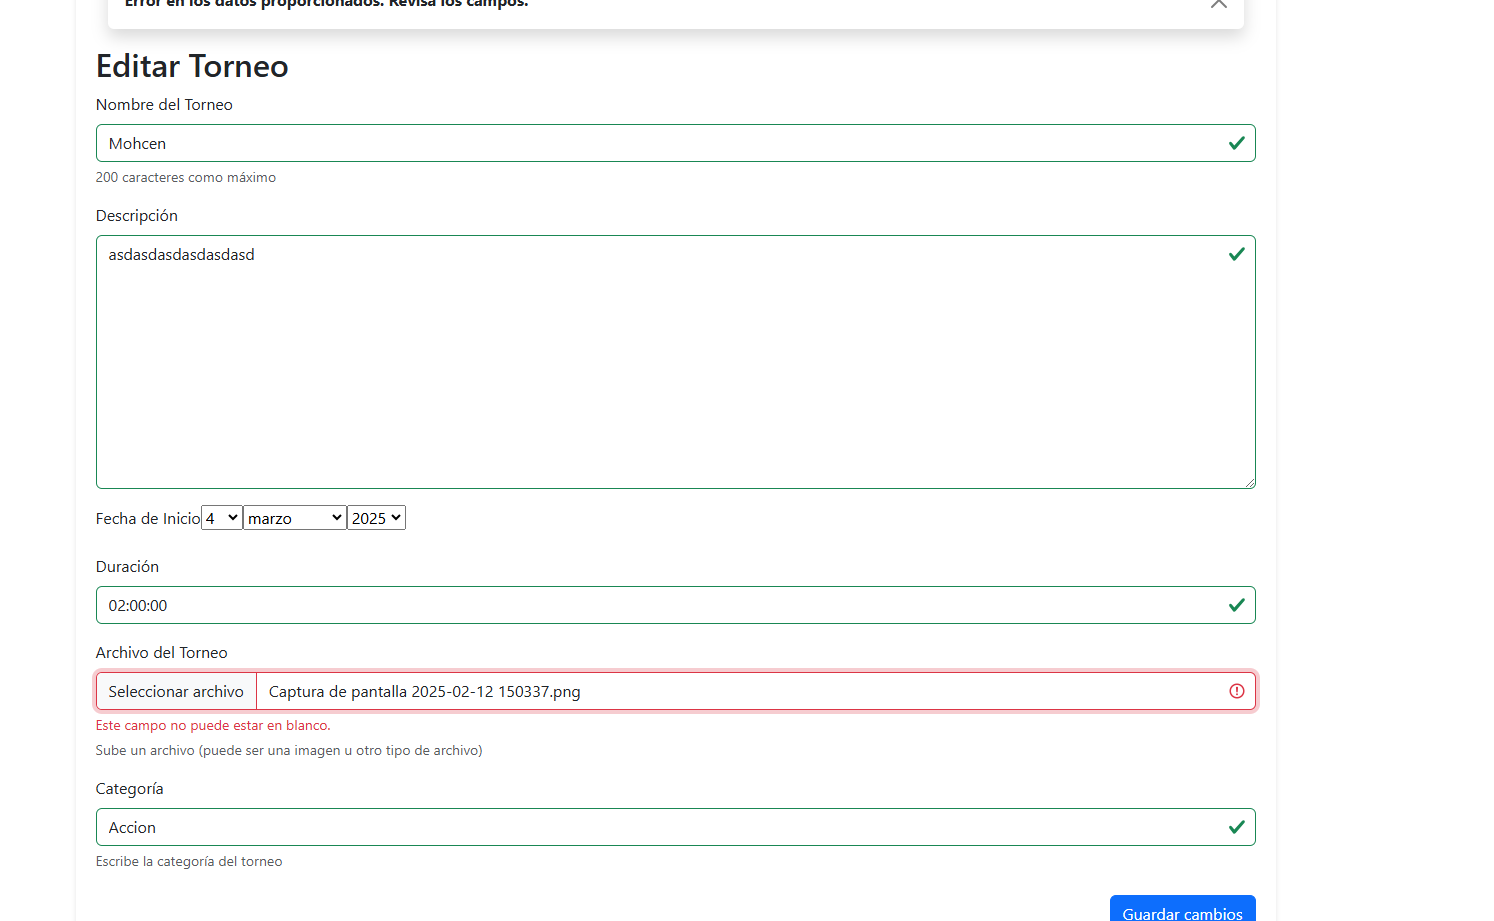 Error en los datos proporcionados. Revisa los campos.
Editar Torneo
Nombre del Torneo
Mohcen
200 caracteres como máximo
Descripción
asdasdasdasdasdasd
Fecha de Inicio 4 marzo 2025
Duración
02:00:00
Archivo del Torneo
Seleccionar archivo Captura de pantalla 2025-02-12 150337.png
Este campo no puede estar en blanco.
Sube un archivo (puede ser una imagen u otro tipo de archivo)
Categoría
Accion
Escribe la categoría del torneo
Guardar cambios